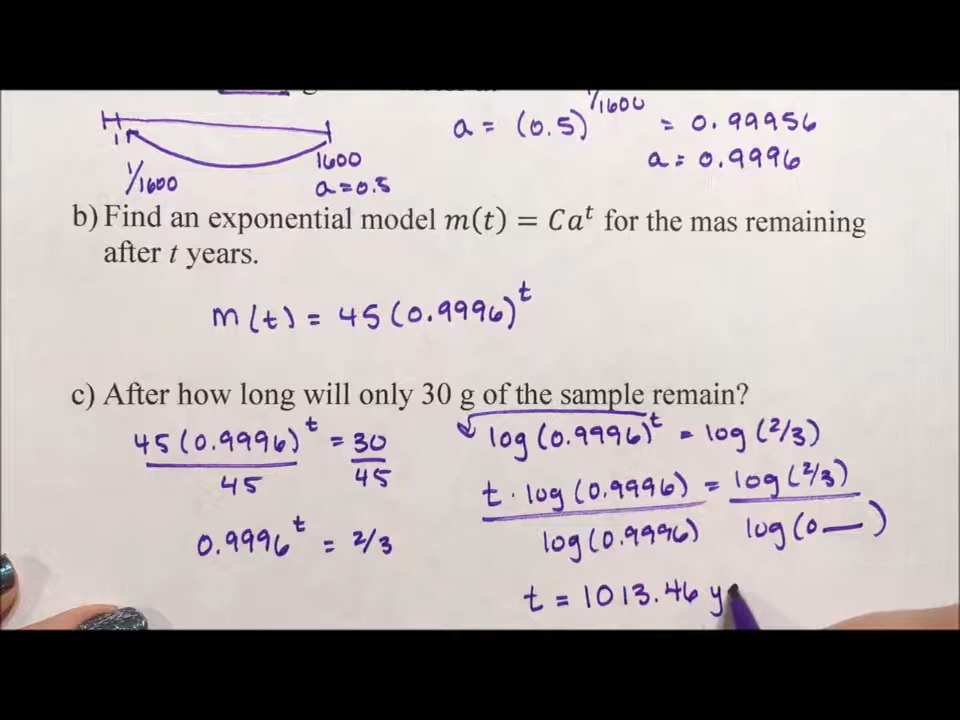 a = (0.5)^1/1600 = 0.99956
1 1600 a = 0.9996
1/1600 a = 0.5
b) Find an exponential model m(t) = Ca^t for the mas remaining
after t years.
m(t) = 45(0.9996)^t
c) After how long will only 30 g of the sample remain?
45(0.9996)^t = 30
45 45
0.9996^t = 2/3
log(0.9996)^t = log(2/3)
t · log(0.9996) = log(2/3)
log(0.9996) log(0 )
t = 1013.46 y